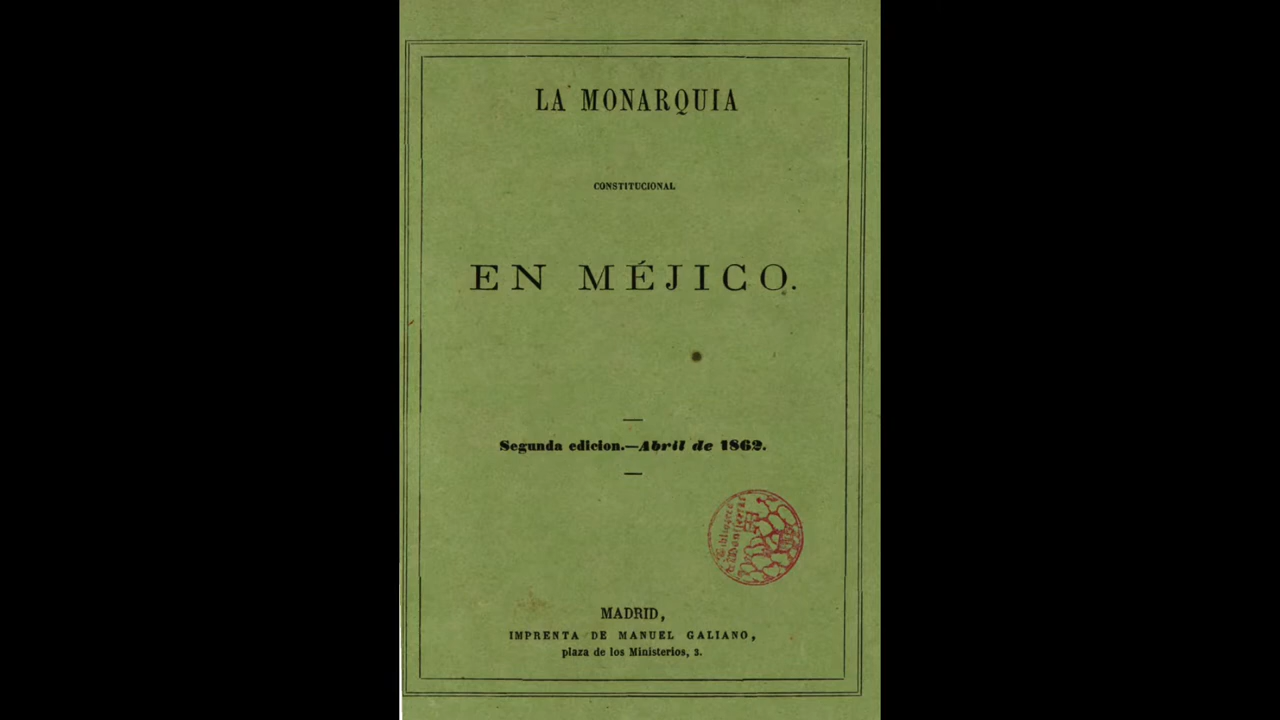 LA MONARQUIA
CONSTITUCIONAL
EN MÉJICO.
Segunda edicion.—Abril de 1862.
Biblioteca
MADRID,
IMPRENTA DE MANUEL GALIANO,
plaza de los Ministerios, 3.